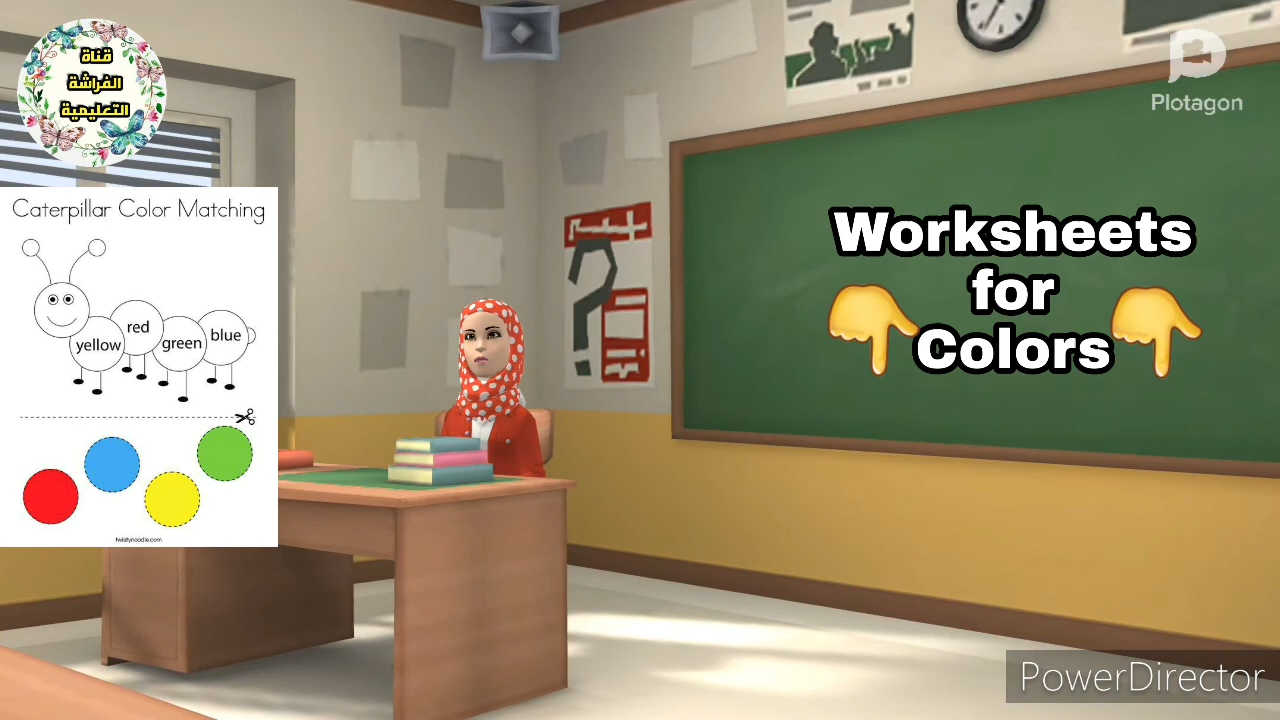 قناة
الفراشة
التعليمية
Plotagon
Caterpillar Color Matching
yellow
red
green
blue
twistynoodle.com
Worksheets
for
Colors
PowerDirector